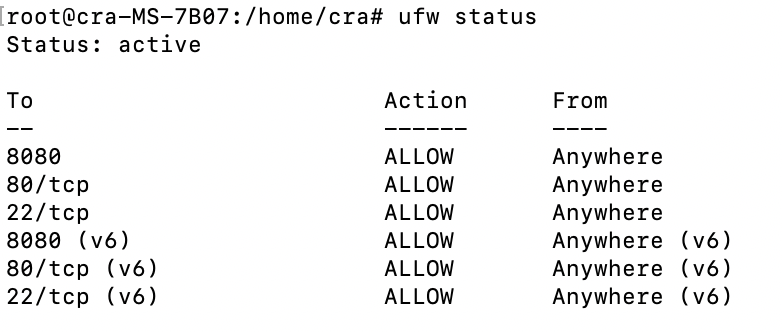 [root@cra-MS-7B07:/home/cra# ufw status
Status: active
To Action From
-- ------ ----
8080 ALLOW Anywhere
80/tcp ALLOW Anywhere
22/tcp ALLOW Anywhere
8080 (v6) ALLOW Anywhere (v6)
80/tcp (v6) ALLOW Anywhere (v6)
22/tcp (v6) ALLOW Anywhere (v6)